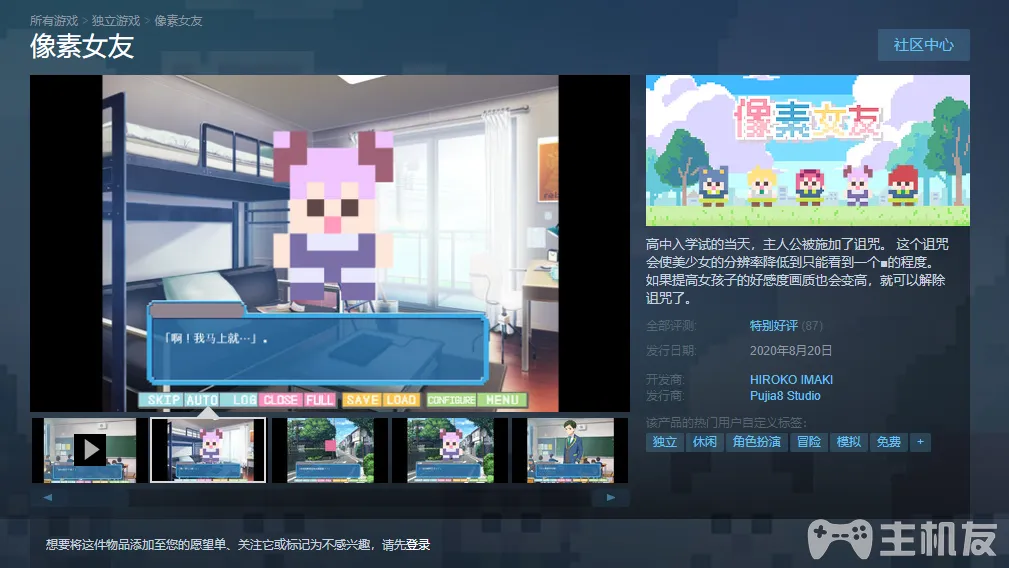 所有游戏 > 独立游戏 > 像素女友
像素女友
社区中心
像素女友
高中入学试的当天，主人公被施加了诅咒。 这个诅咒
会使美少女的分辨率降低到只能看到一个■的程度。
如果提高女孩子的好感度画质也会变高，就可以解除
诅咒了。
全部评测: 特别好评 (87)
发行日期: 2020年8月20日
开发商: HIROKO IMAKI
发行商: Pujia8 Studio
该产品的热门用户自定义标签:
独立 休闲 角色扮演 冒险 模拟 免费 +
「啊！我马上就…」。
SKIP AUTO LOG CLOSE FULL SAVE LOAD CONFIGURE MENU
想要将这件物品添加至您的愿望单、关注它或标记为不感兴趣，请先登录
主机友